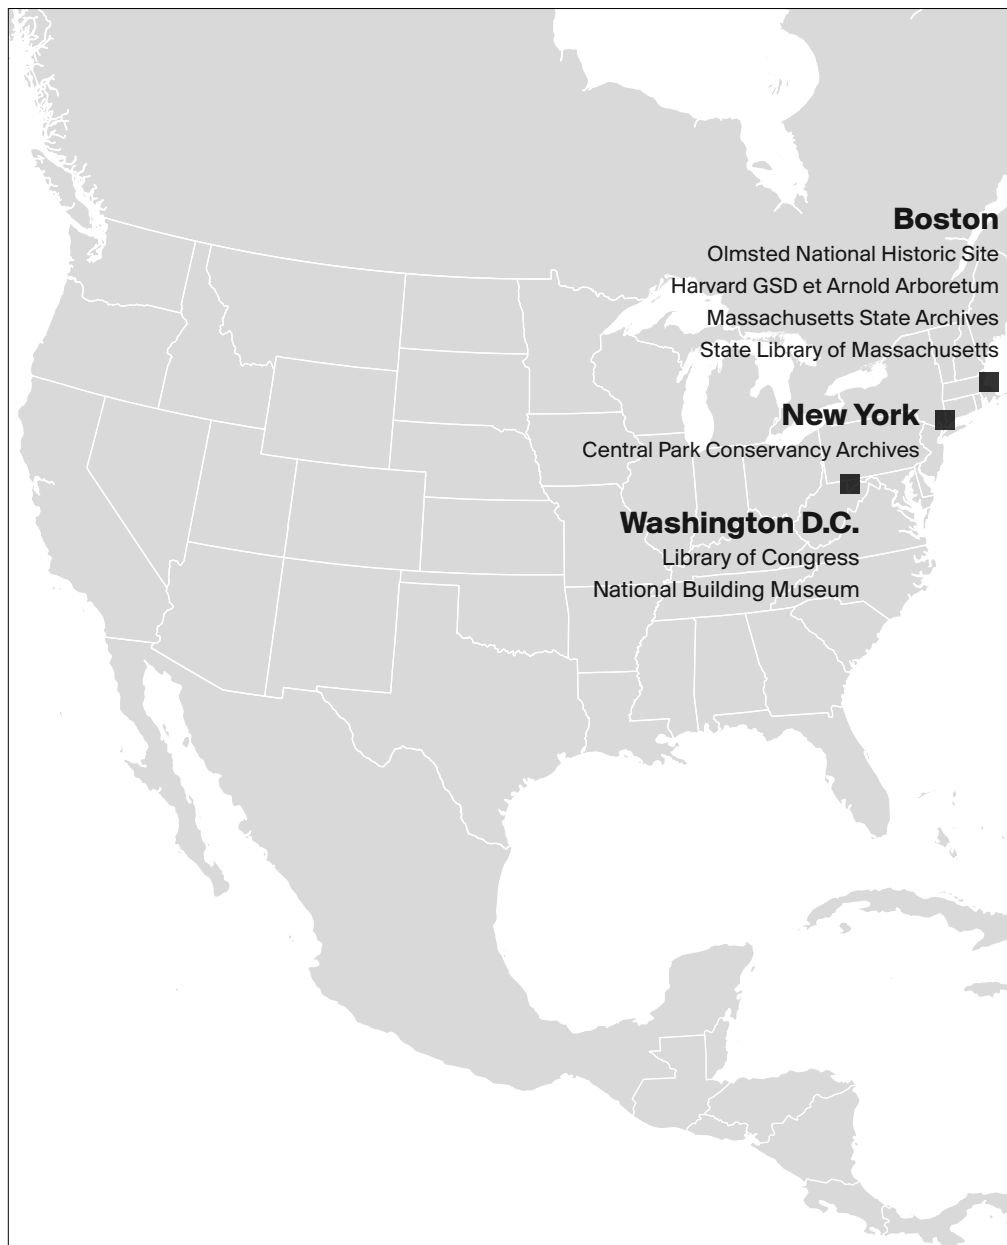 Boston
Olmsted National Historic Site
Harvard GSD et Arnold Arboretum
Massachusetts State Archives
State Library of Massachusetts
New York
Central Park Conservancy Archives
Washington D.C.
Library of Congress
National Building Museum